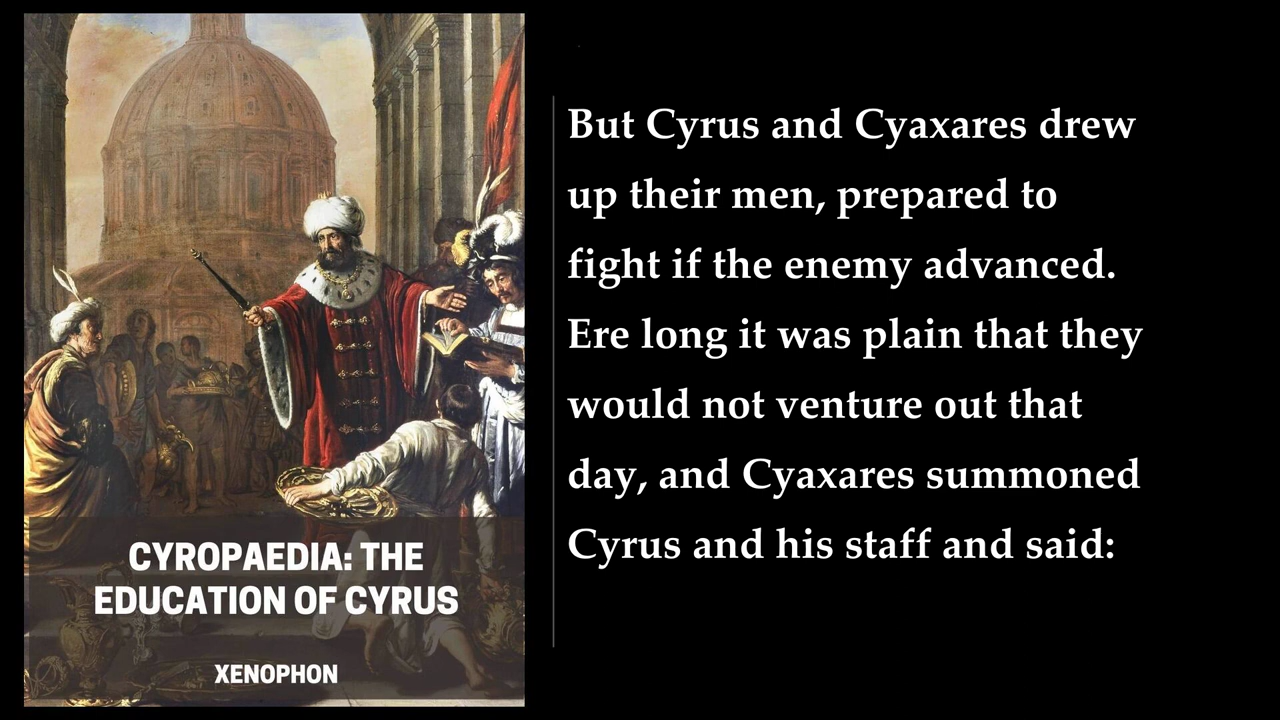 CYROPAEDIA: THE
EDUCATION OF CYRUS
XENOPHON
But Cyrus and Cyaxares drew
up their men, prepared to
fight if the enemy advanced.
Ere long it was plain that they
would not venture out that
day, and Cyaxares summoned
Cyrus and his staff and said: